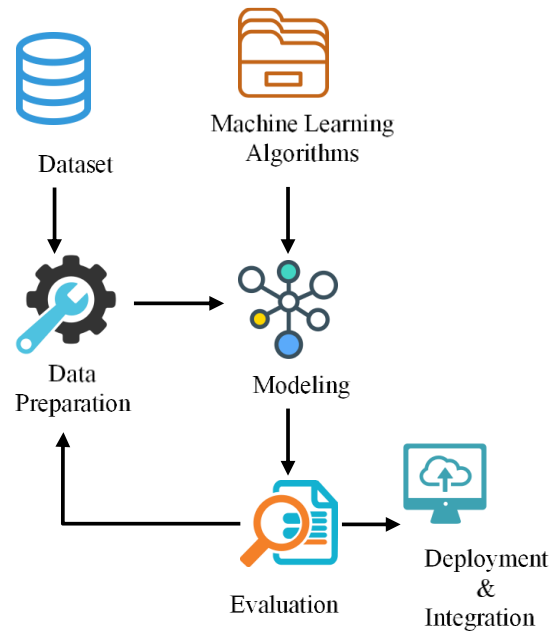 Machine Learning
Algorithms
Dataset
Data
Preparation
Modeling
Evaluation
Deployment
&
Integration